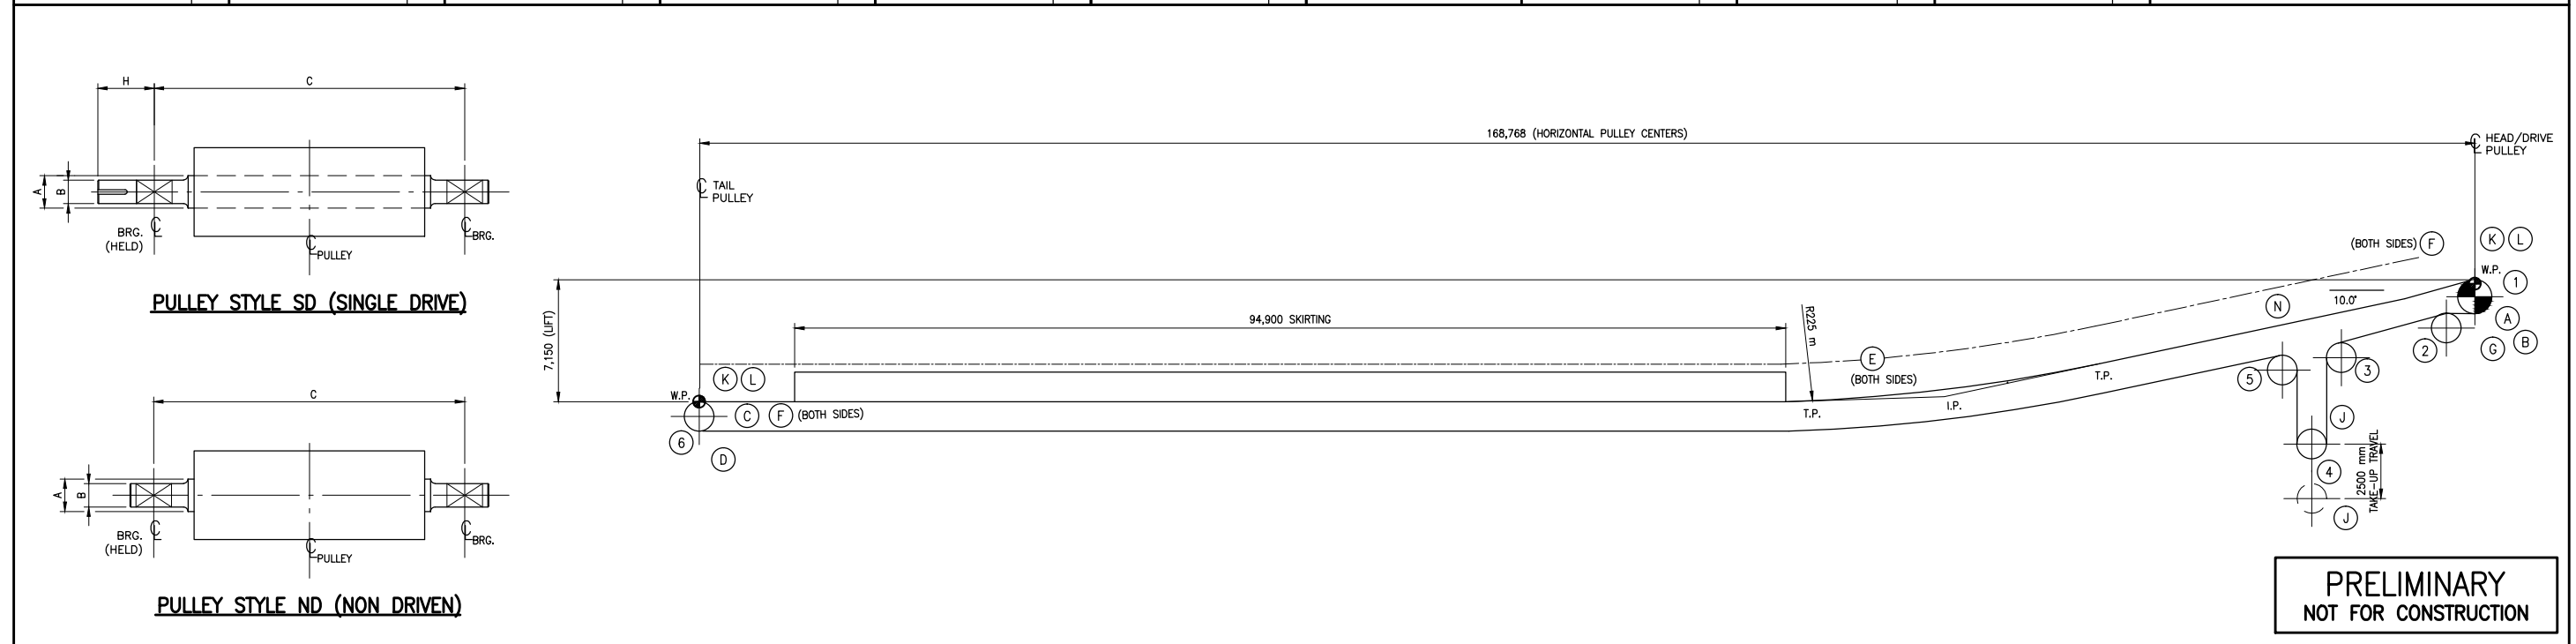 H
C
A
B
BRG.
(HELD)
℄
℄ BRG.
℄ PULLEY
PULLEY STYLE SD (SINGLE DRIVE)
C
A
B
BRG.
(HELD)
℄
℄ BRG.
℄ PULLEY
PULLEY STYLE ND (NON DRIVEN)
168,768 (HORIZONTAL PULLEY CENTERS)
℄ HEAD/DRIVE
PULLEY
℄ TAIL
PULLEY
7,150 (LIFT)
94,900 SKIRTING
R225 m
(BOTH SIDES) F
K L
W.P.
1
10.0°
N
A
B
G
2
3
5
E
(BOTH SIDES)
T.P.
K L
W.P.
C F (BOTH SIDES)
6
D
T.P.
I.P.
J
4
2500 mm
TAKE-UP TRAVEL
J
PRELIMINARY
NOT FOR CONSTRUCTION